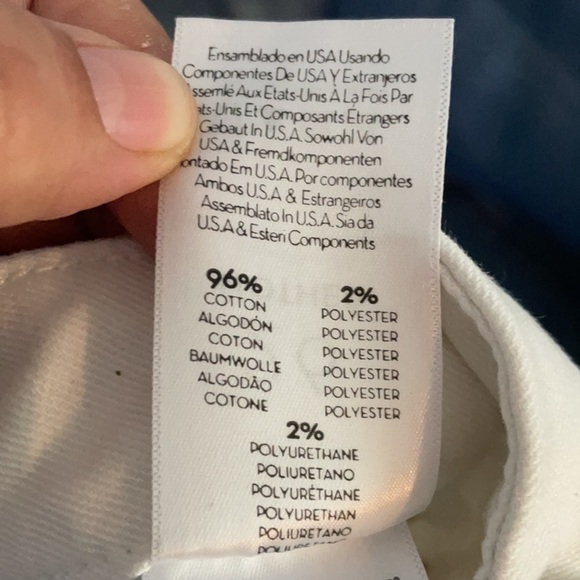 Ensamblado en USA Usando
Componentes De USA Y Extranjeros
Assemlé Aux Etats-Unis À La Fois Par
ats-Unis Et Composants Étrangers
Gebaut In U.S.A. Sowohl Von
USA & Fremdkomponenten
ontado Em U.S.A. Por componentes
Ambos U.S.A & Estrangeiros
Assemblato In U.S.A. Sia da
U.S.A & Esteri Components
96%
COTTON
ALGODÓN
COTON
BAUMWOLLE
ALGODÃO
COTONE
2%
POLYESTER
POLYESTER
POLYESTER
POLYESTER
POLYESTER
POLYESTER
2%
POLYURETHANE
POLIURETANO
POLYURÉTHANE
POLYURETHAN
POLIURETANO